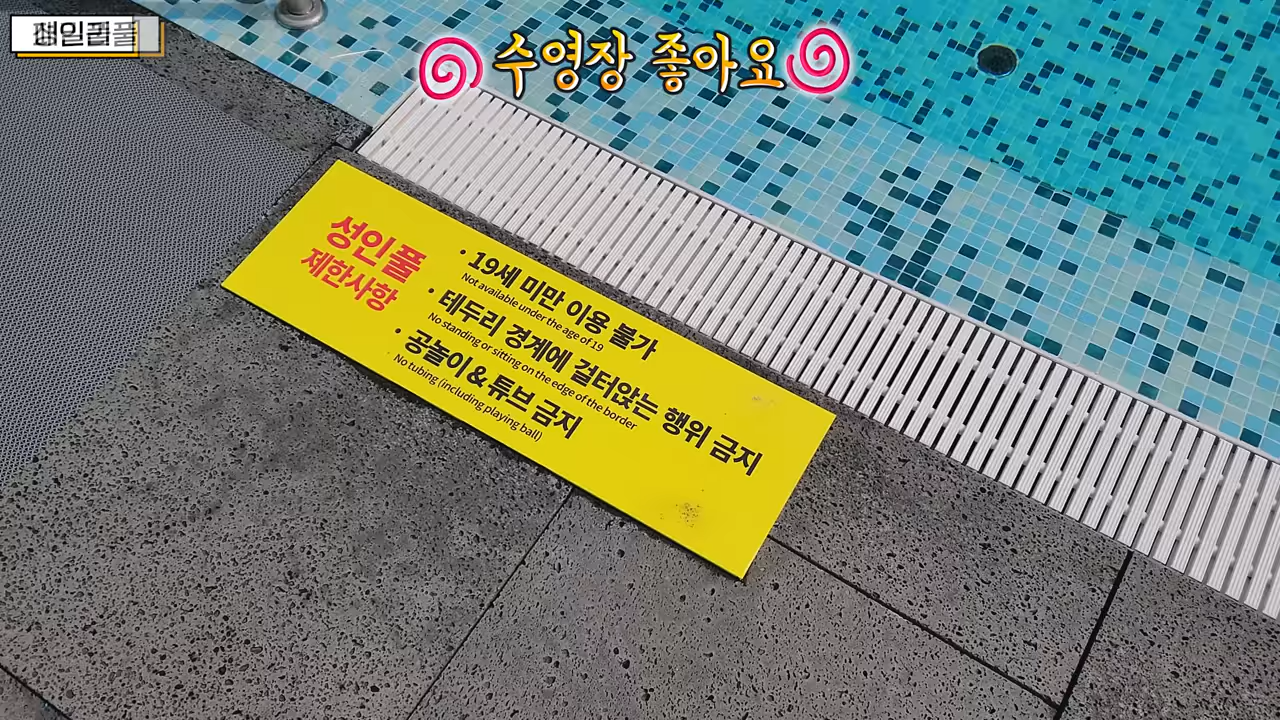 수영장 좋아요
성인풀
제한사항
· 19세 미만 이용 불가
Not available under the age of 19
· 테두리 경계에 걸터앉는 행위 금지
No standing or sitting on the edge of the border
· 공놀이 & 튜브 금지
No tubing (including playing ball)